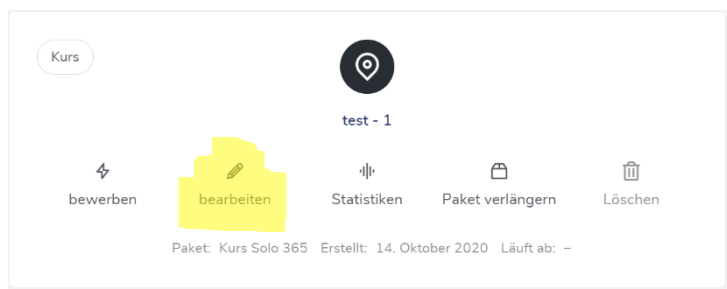 Kurs
test - 1
bewerben bearbeiten Statistiken Paket verlängern Löschen
Paket: Kurs Solo 365 Erstellt: 14. Oktober 2020 Läuft ab: –